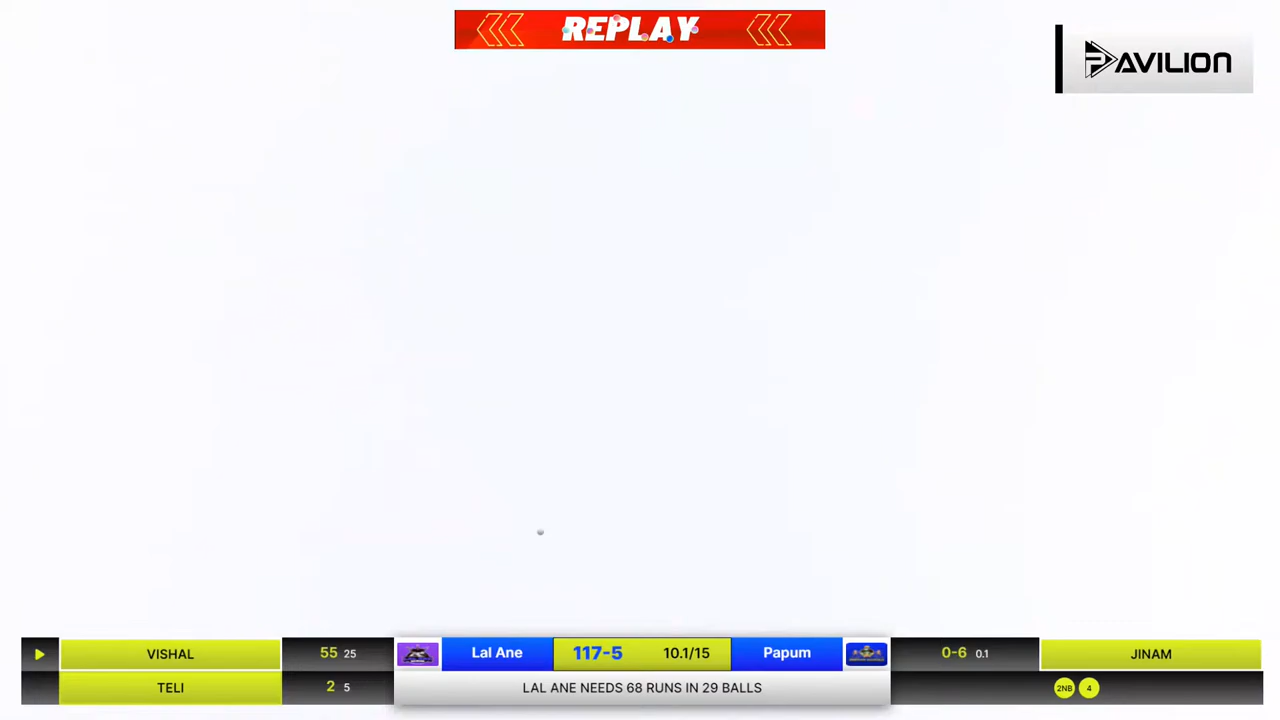 REPLAY
PAVILION
VISHAL 55 25 Lal Ane 117-5 10.1/15 Papum 0-6 0.1 JINAM
TELI 2 5 LAL ANE NEEDS 68 RUNS IN 29 BALLS 2NB 4